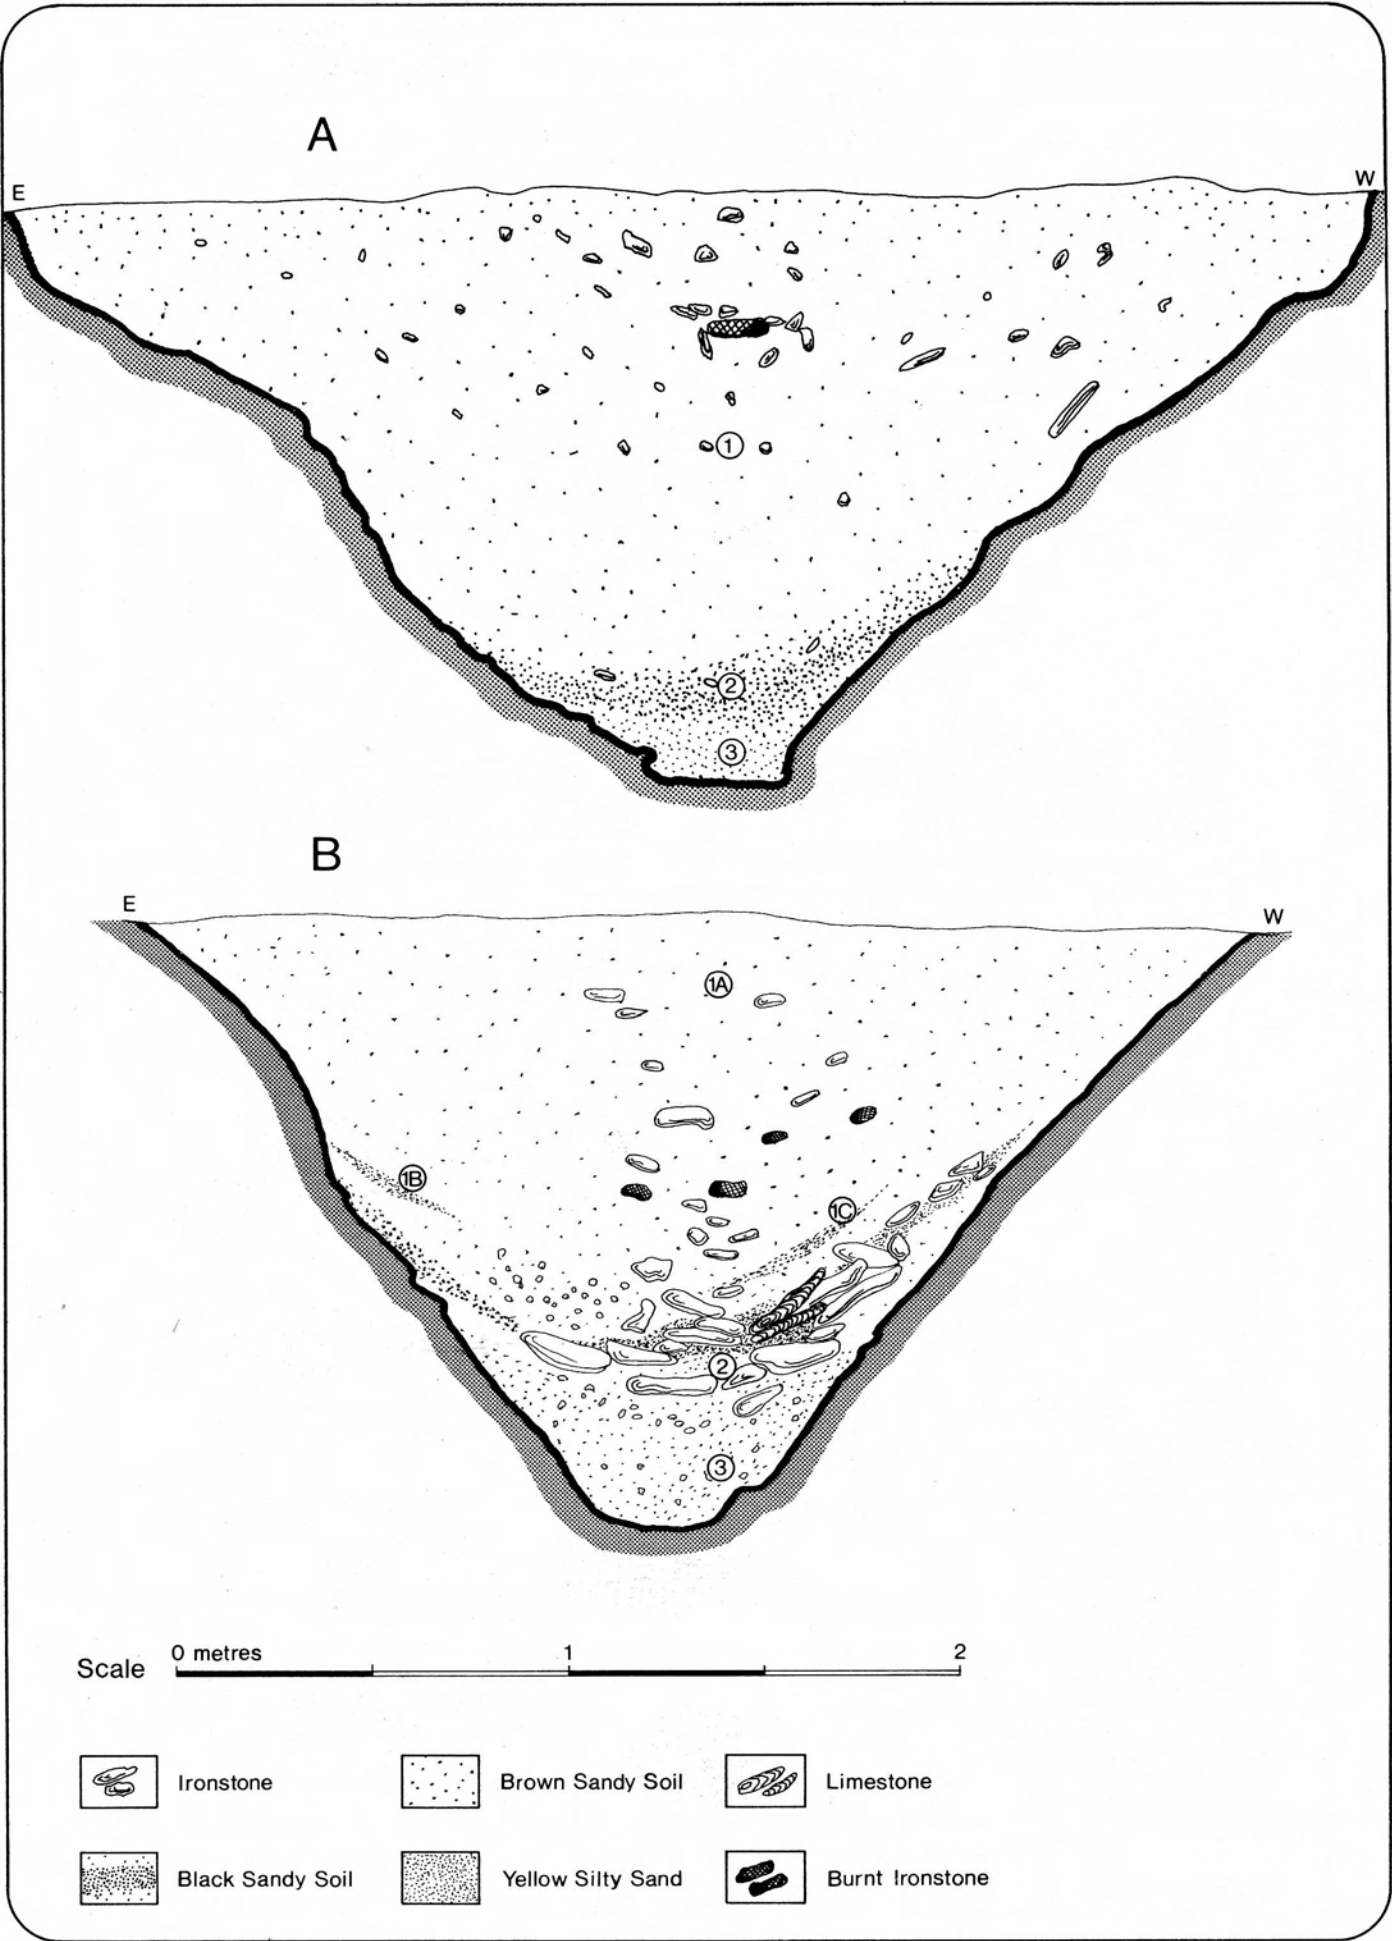 A
E W
1
2
3
B
E W
1A
1B
1C
2
3
Scale 0 metres 1 2
Ironstone Brown Sandy Soil Limestone
Black Sandy Soil Yellow Silty Sand Burnt Ironstone